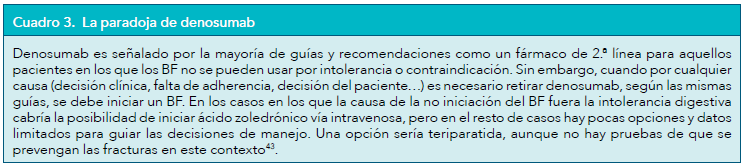 Cuadro 3. La paradoja de denosumab
Denosumab es señalado por la mayoría de guías y recomendaciones como un fármaco de 2.ª línea para aquellos
pacientes en los que los BF no se pueden usar por intolerancia o contraindicación. Sin embargo, cuando por cualquier
causa (decisión clínica, falta de adherencia, decisión del paciente…) es necesario retirar denosumab, según las mismas
guías, se debe iniciar un BF. En los casos en los que la causa de la no iniciación del BF fuera la intolerancia digestiva
cabría la posibilidad de iniciar ácido zoledrónico vía intravenosa, pero en el resto de casos hay pocas opciones y datos
limitados para guiar las decisiones de manejo. Una opción sería teriparatida, aunque no hay pruebas de que se
prevengan las fracturas en este contexto43.